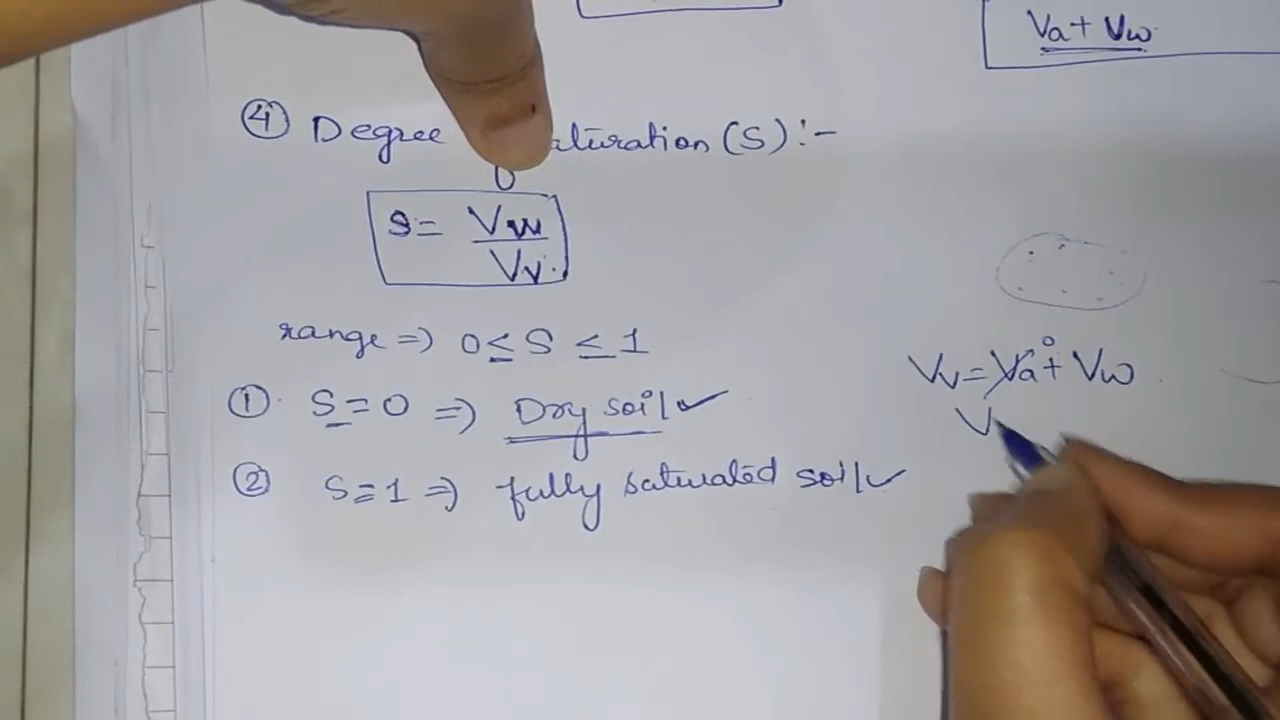 Va + Vw
④ Degree aturation (S) :-
S = Vw / Vv
range ⇒ 0 ≤ S ≤ 1
① S = 0 ⇒ Dry soil ✓
② S = 1 ⇒ fully saturated soil ✓
Vv = Va° + Vw
V